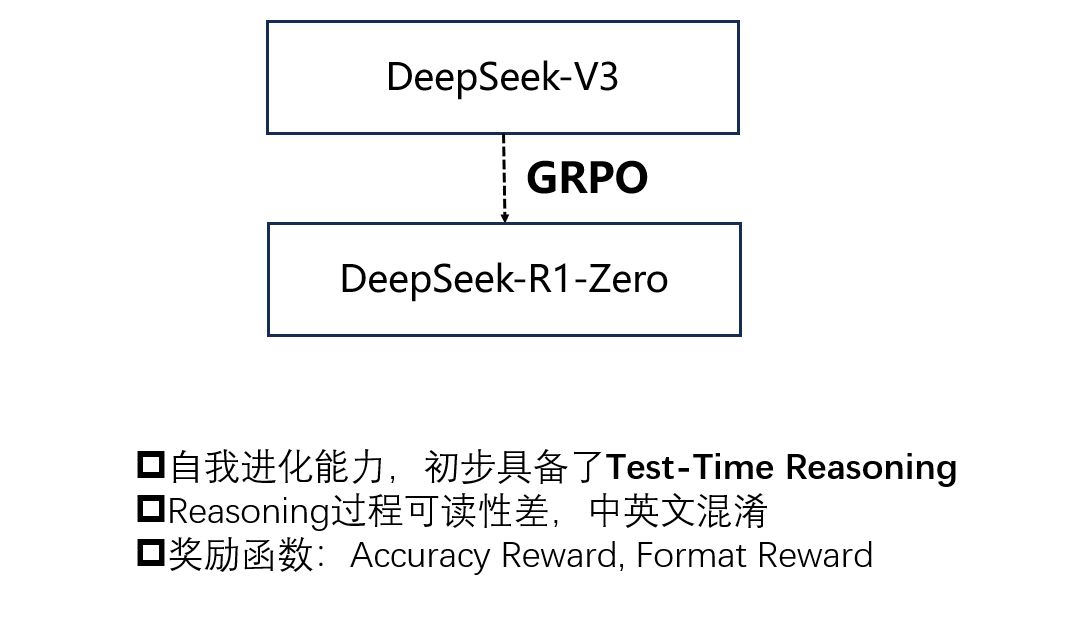 DeepSeek-V3
GRPO
DeepSeek-R1-Zero
自我进化能力，初步具备了Test-Time Reasoning
Reasoning过程可读性差，中英文混淆
奖励函数：Accuracy Reward, Format Reward